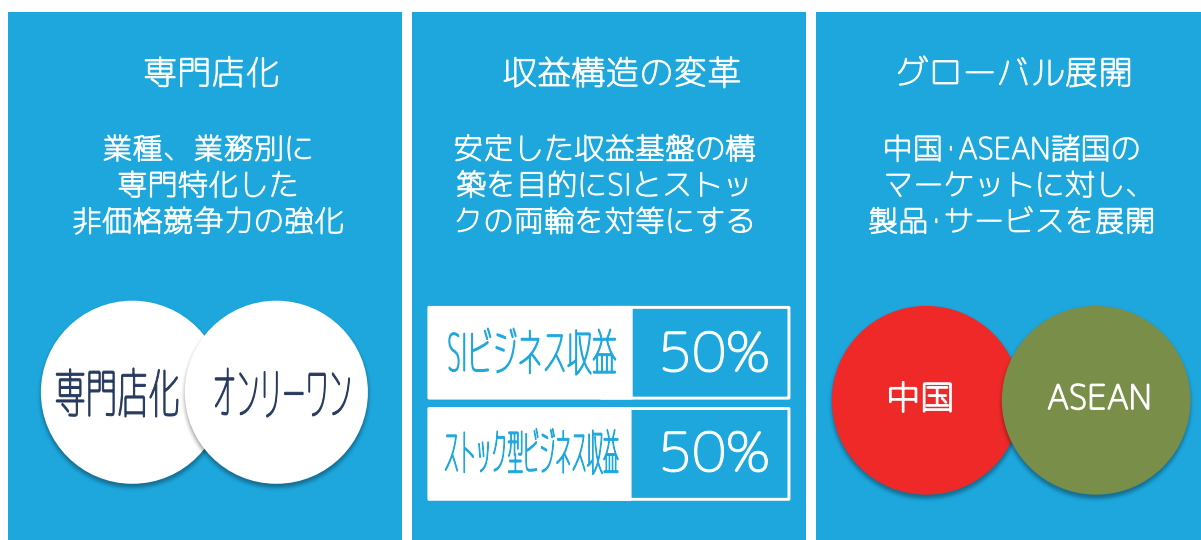 専門店化
業種、業務別に
専門特化した
非価格競争力の強化
専門店化
オンリーワン
収益構造の変革
安定した収益基盤の構
築を目的にSIとストッ
クの両輪を対等にする
SIビジネス収益
50%
ストック型ビジネス収益
50%
グローバル展開
中国・ASEAN諸国の
マーケットに対し、
製品・サービスを展開
中国
ASEAN